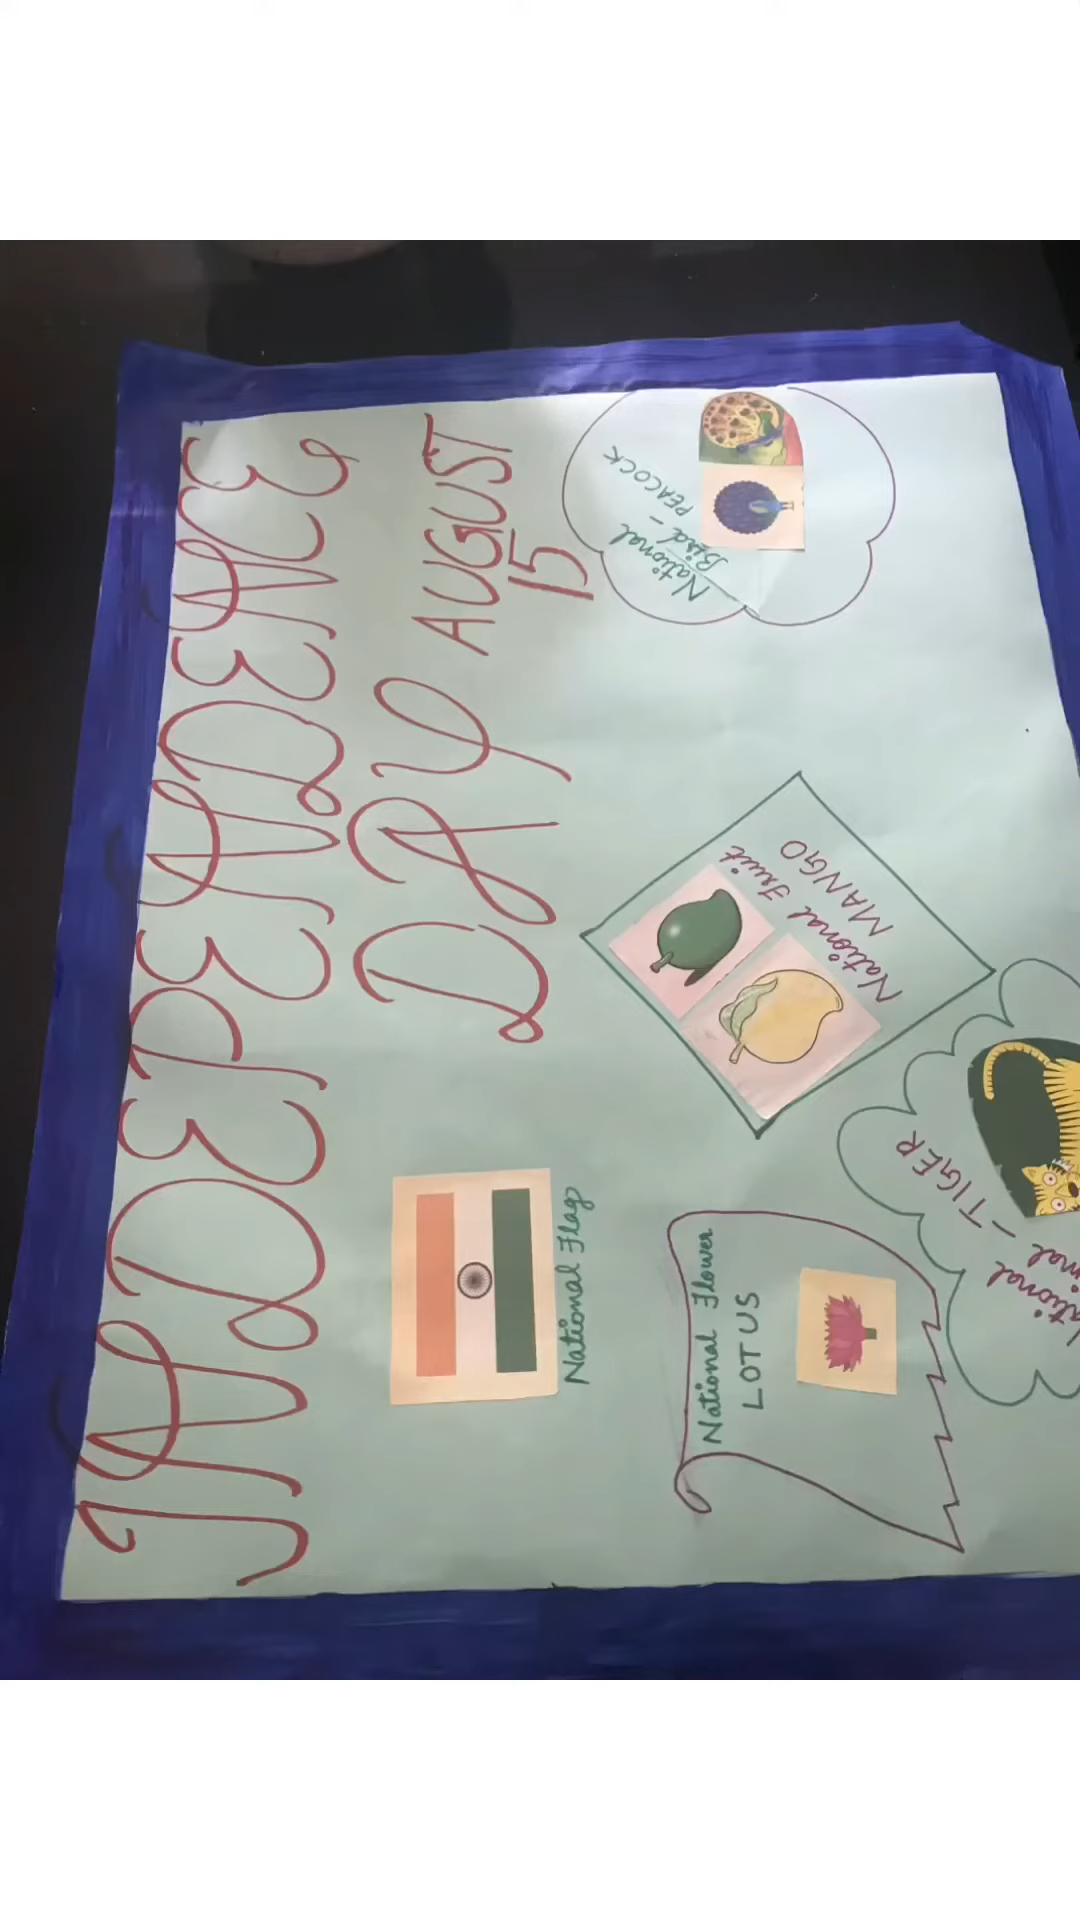 INDEPENDENCE
DAY AUGUST
15
National Flag
National Flower
LOTUS
National Fruit
MANGO
National
Bird - PEACOCK
- TIGER